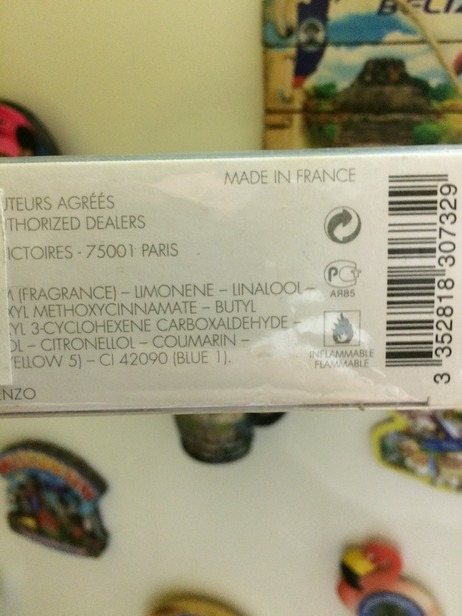 MADE IN FRANCE
UTEURS AGRÉÉS
THORIZED DEALERS
ICTOIRES - 75001 PARIS
(FRAGRANCE) – LIMONENE – LINALOOL –
XYL METHOXYCINNAMATE – BUTYL
YL 3-CYCLOHEXENE CARBOXALDEHYDE –
OL – CITRONELLOL – COUMARIN –
ELLOW 5) – CI 42090 (BLUE 1).
ENZO
AR85
INFLAMMABLE
FLAMMABLE
3 352818 307329